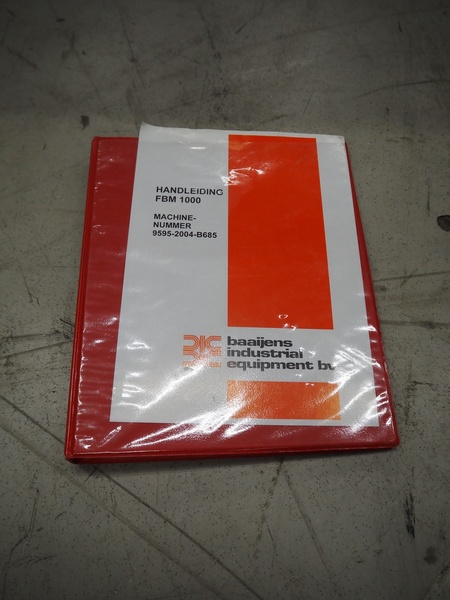 HANDLEIDING
FBM 1000
MACHINE-
NUMMER
9595-2004-B685
baaijens
industrial
equipment bv